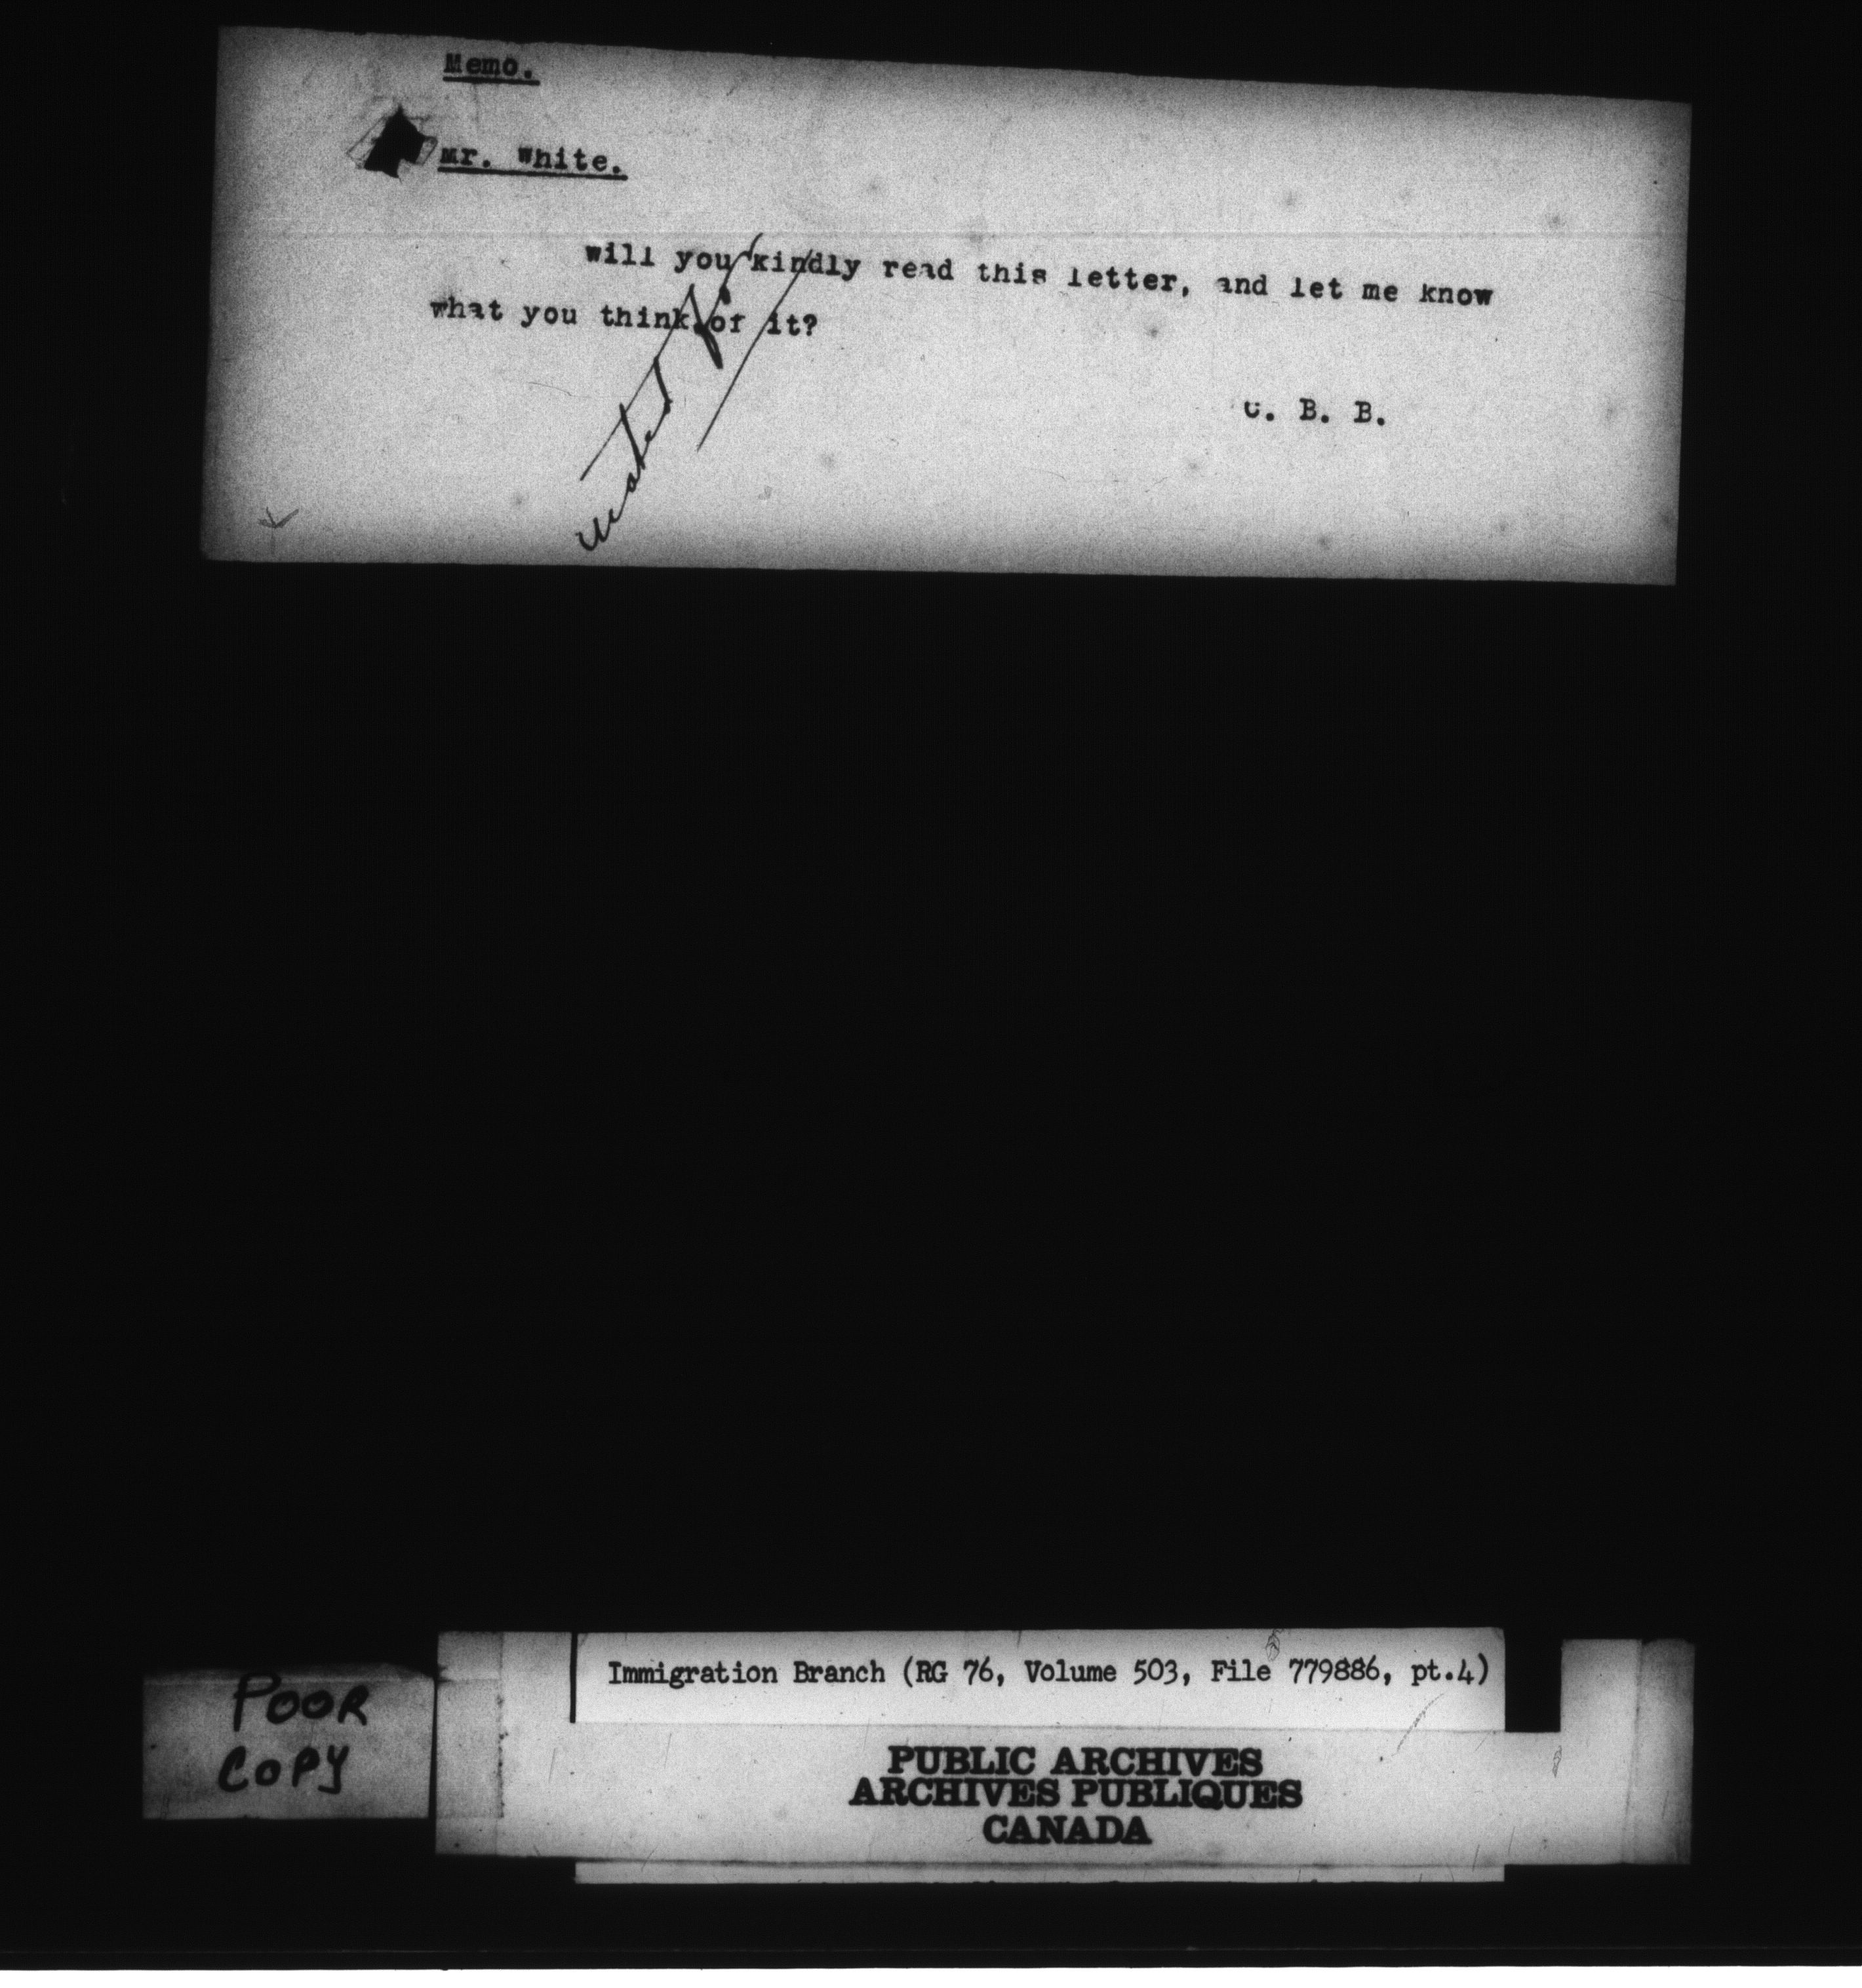 Memo.
Mr. White.
Will you kindly read this letter, and let me know
what you think of it?
C. B. B.
Noted
POOR
COPY
Immigration Branch (RG 76, Volume 503, File 779886, pt.4)
PUBLIC ARCHIVES
ARCHIVES PUBLIQUES
CANADA